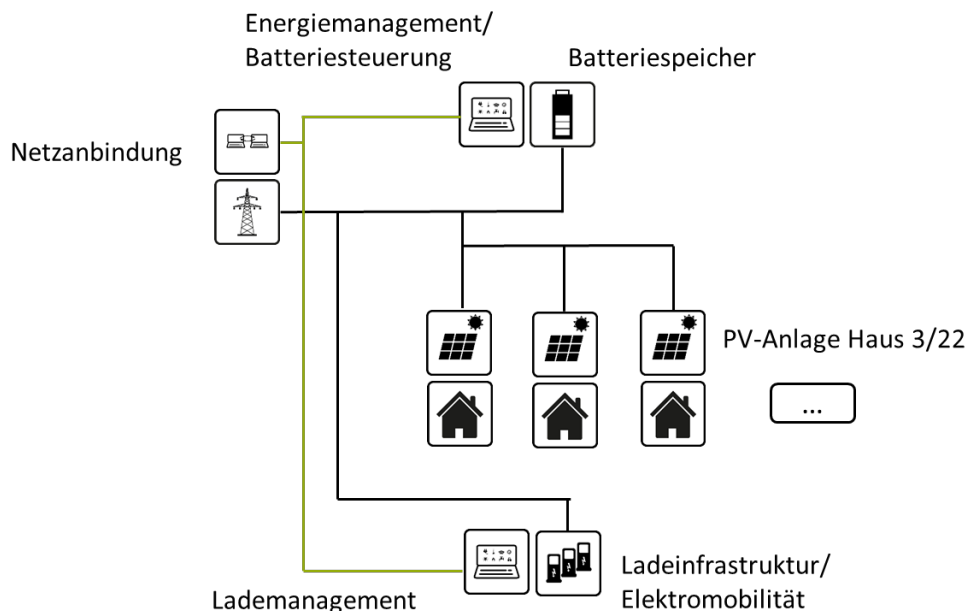 Energiemanagement/
Batteriesteuerung
Batteriespeicher
Netzanbindung
PV-Anlage Haus 3/22
...
Ladeinfrastruktur/
Elektromobilität
Lademanagement